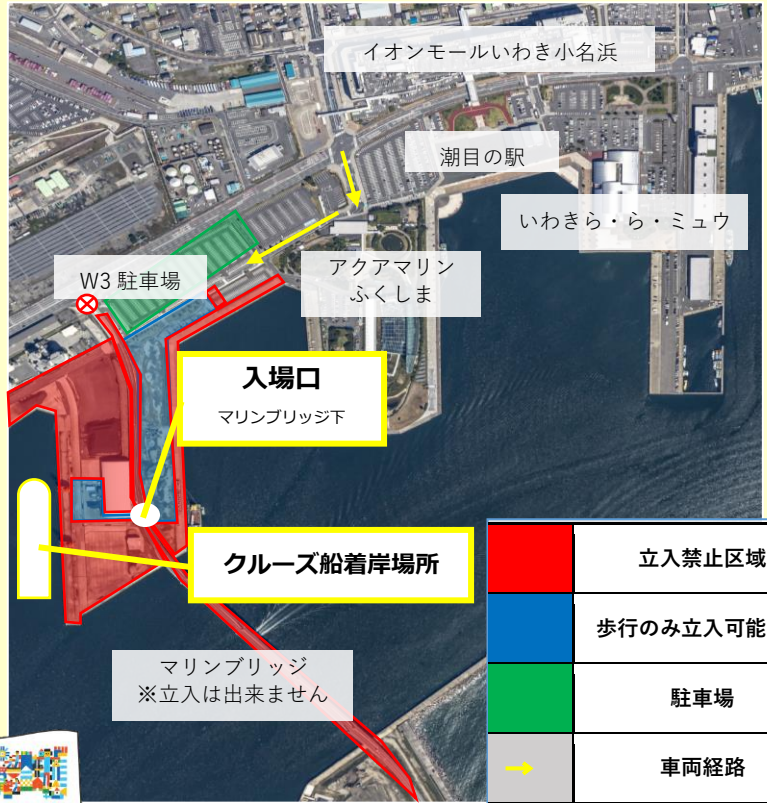 イオンモールいわき小名浜
潮目の駅
いわきら・ら・ミュウ
アクアマリン
ふくしま
W3 駐車場
入場口
マリンブリッジ下
クルーズ船着岸場所
マリンブリッジ
※立入は出来ません
立入禁止区域
歩行のみ立入可能
駐車場
車両経路